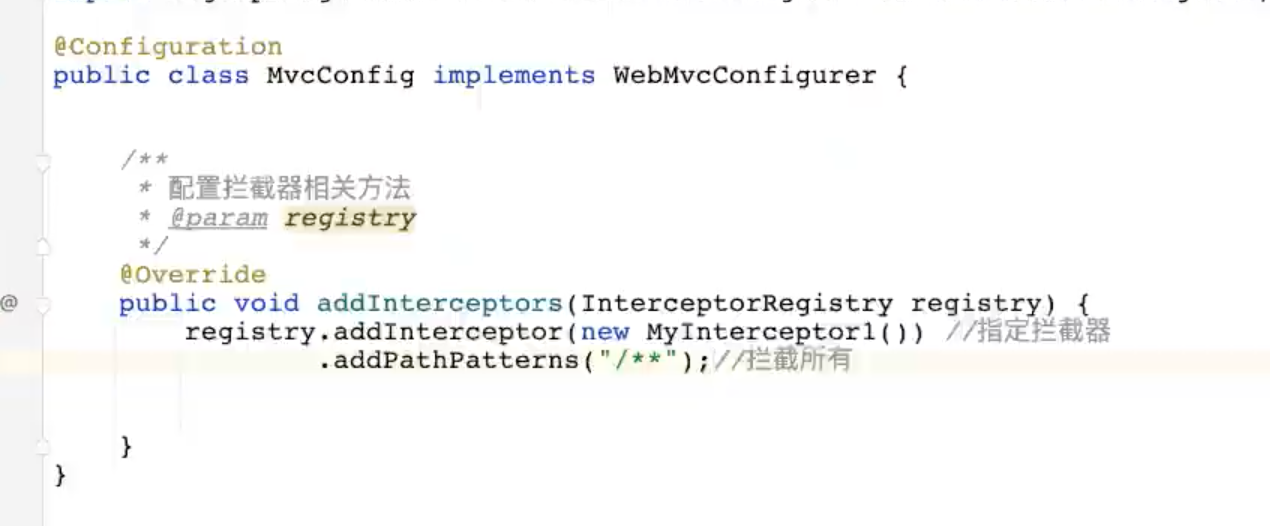 @Configuration
public class MvcConfig implements WebMvcConfigurer {
/**
* 配置拦截器相关方法
* @param registry
*/
@Override
@ public void addInterceptors(InterceptorRegistry registry) {
registry.addInterceptor(new MyInterceptor1()) //指定拦截器
.addPathPatterns("/**");//拦截所有
}
}